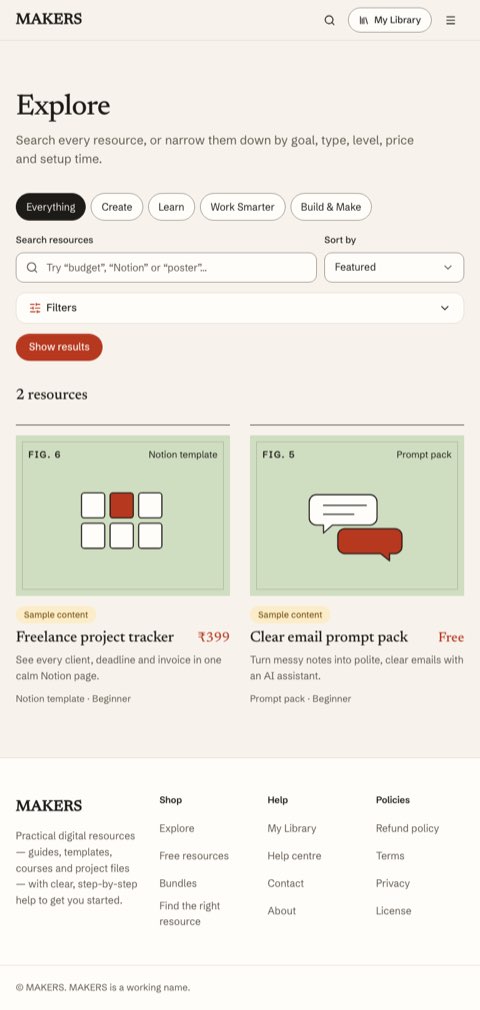 MAKERS
My Library
Explore
Search every resource, or narrow them down by goal, type, level, price
and setup time.
Everything
Create
Learn
Work Smarter
Build & Make
Search resources
Sort by
Try “budget”, “Notion” or “poster”...
Featured
Filters
Show results
2 resources
FIG. 6
Notion template
Sample content
Freelance project tracker
₹399
See every client, deadline and invoice in one
calm Notion page.
Notion template · Beginner
FIG. 5
Prompt pack
Sample content
Clear email prompt pack
Free
Turn messy notes into polite, clear emails with
an AI assistant.
Prompt pack · Beginner
MAKERS
Practical digital resources
— guides, templates,
courses and project files
— with clear, step-by-step
help to get you started.
Shop
Explore
Free resources
Bundles
Find the right
resource
Help
My Library
Help centre
Contact
About
Policies
Refund policy
Terms
Privacy
License
© MAKERS. MAKERS is a working name.